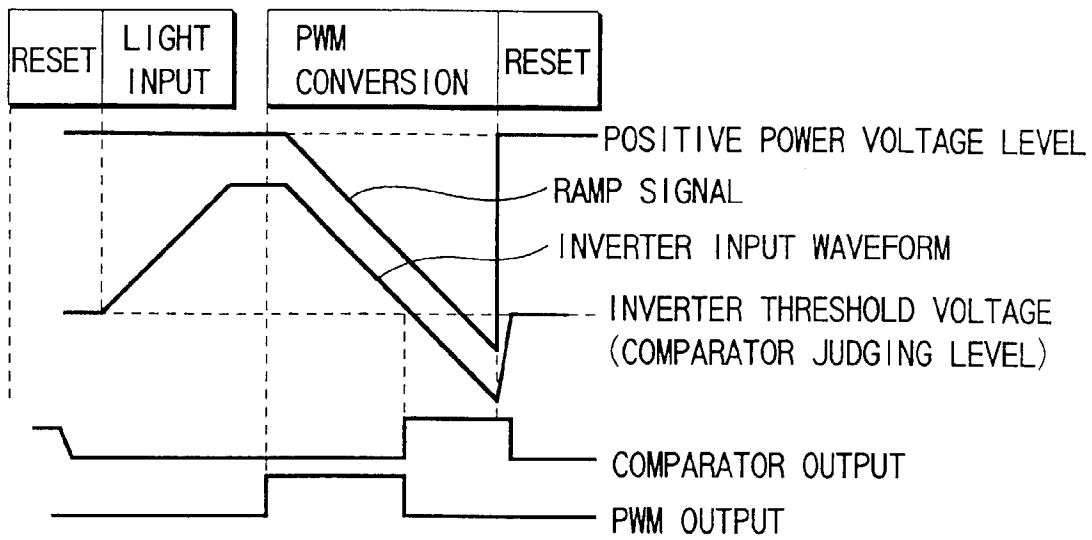 RESET
LIGHT
INPUT
PWM
CONVERSION
RESET
POSITIVE POWER VOLTAGE LEVEL
RAMP SIGNAL
INVERTER INPUT WAVEFORM
INVERTER THRESHOLD VOLTAGE
(COMPARATOR JUDGING LEVEL)
COMPARATOR OUTPUT
PWM OUTPUT